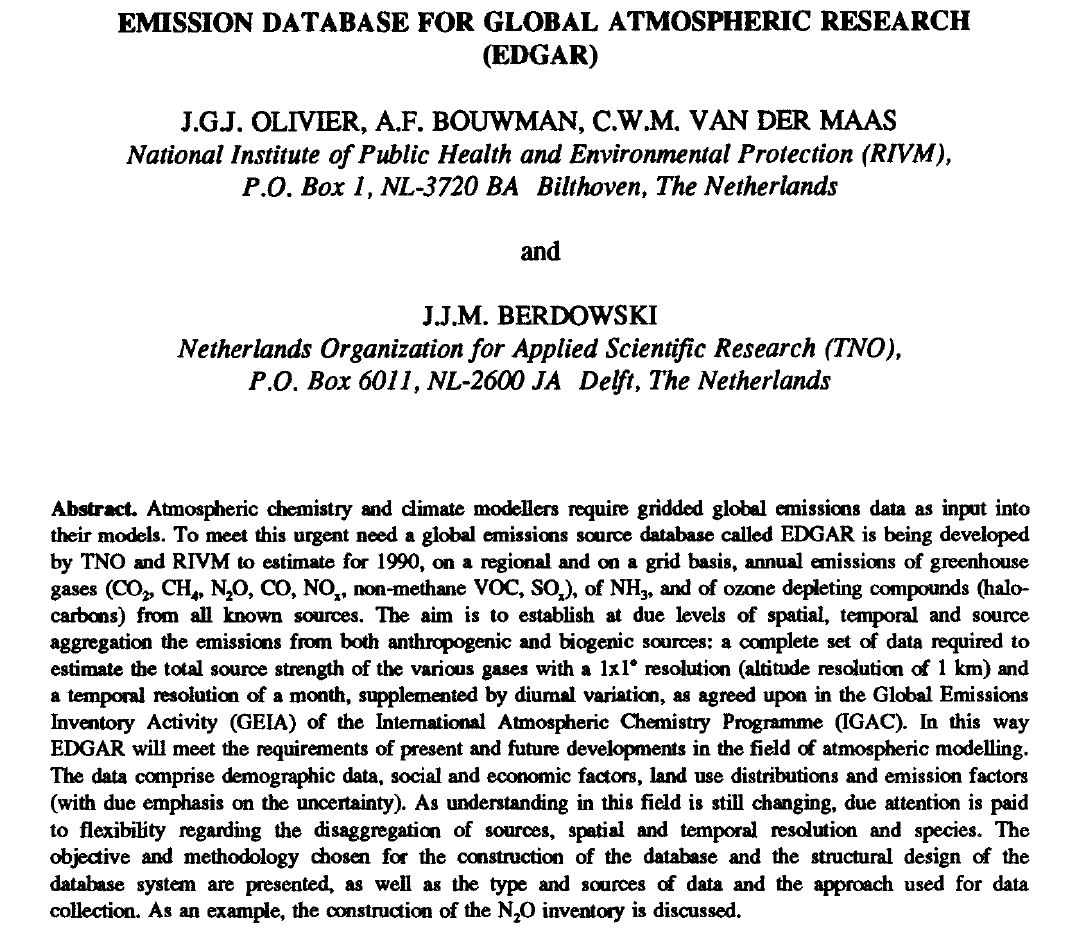 EMISSION DATABASE FOR GLOBAL ATMOSPHERIC RESEARCH
(EDGAR)
J.G.J. OLIVIER, A.F. BOUWMAN, C.W.M. VAN DER MAAS
National Institute of Public Health and Environmental Protection (RIVM),
P.O. Box 1, NL-3720 BA Bilthoven, The Netherlands
and
J.J.M. BERDOWSKI
Netherlands Organization for Applied Scientific Research (TNO),
P.O. Box 6011, NL-2600 JA Delft, The Netherlands
Abstract. Atmospheric chemistry and climate modellers require gridded global emissions data as input into
their models. To meet this urgent need a global emissions source database called EDGAR is being developed
by TNO and RIVM to estimate for 1990, on a regional and on a grid basis, annual emissions of greenhouse
gases (CO₂, CH₄, N₂O, CO, NOₓ, non-methane VOC, SOₓ), of NH₃, and of ozone depleting compounds (halo-
carbons) from all known sources. The aim is to establish at due levels of spatial, temporal and source
aggregation the emissions from both anthropogenic and biogenic sources: a complete set of data required to
estimate the total source strength of the various gases with a 1x1° resolution (altitude resolution of 1 km) and
a temporal resolution of a month, supplemented by diurnal variation, as agreed upon in the Global Emissions
Inventory Activity (GEIA) of the International Atmospheric Chemistry Programme (IGAC). In this way
EDGAR will meet the requirements of present and future developments in the field of atmospheric modelling.
The data comprise demographic data, social and economic factors, land use distributions and emission factors
(with due emphasis on the uncertainty). As understanding in this field is still changing, due attention is paid
to flexibility regarding the disaggregation of sources, spatial and temporal resolution and species. The
objective and methodology chosen for the construction of the database and the structural design of the
database system are presented, as well as the type and sources of data and the approach used for data
collection. As an example, the construction of the N₂O inventory is discussed.